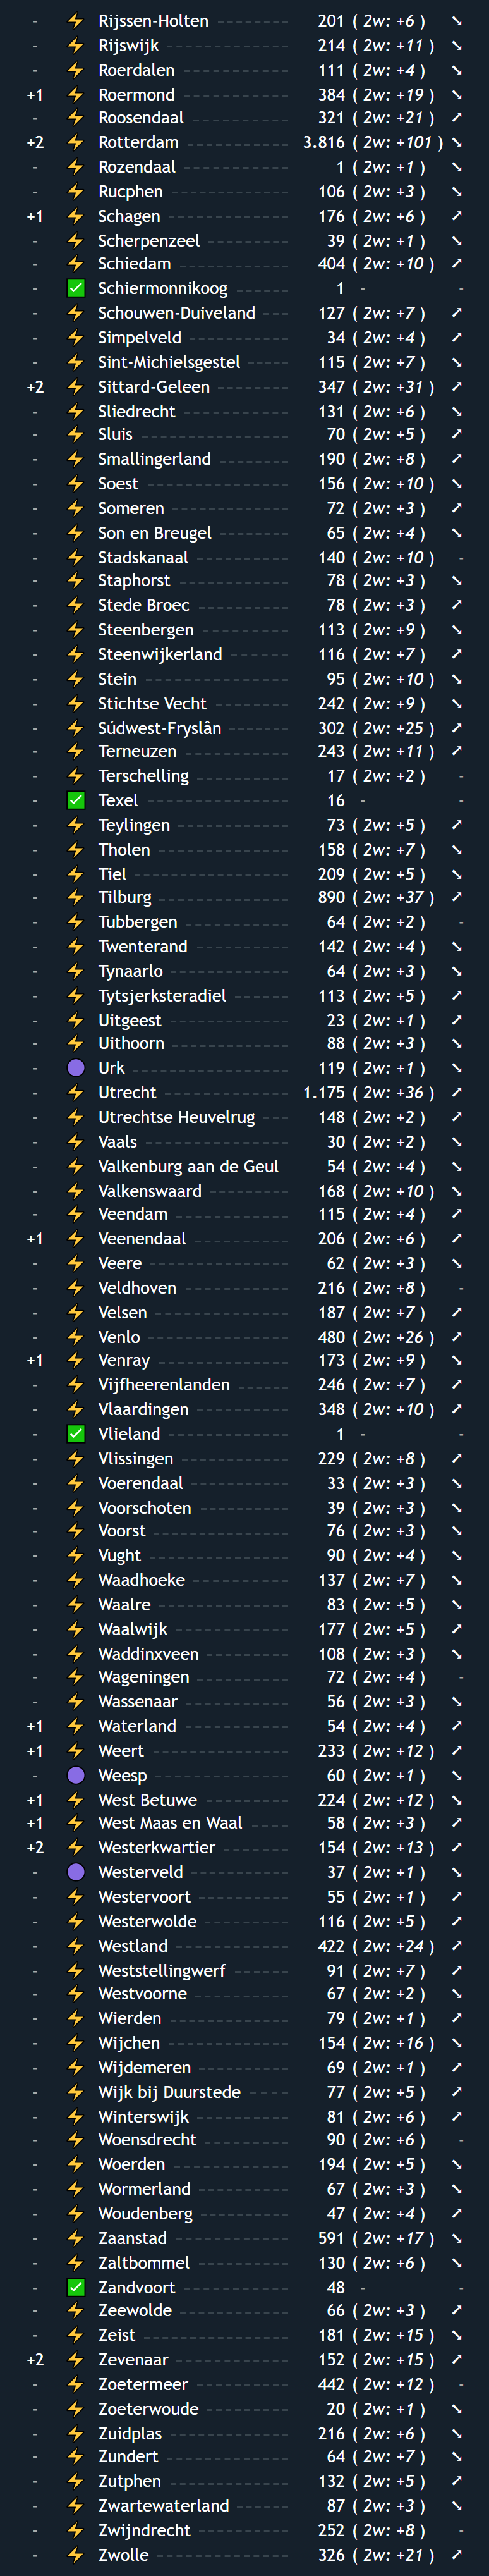 - ⚡ Rijssen-Holten ------- 201 ( 2w: +6 ) ➘
- ⚡ Rijswijk ------- 214 ( 2w: +11 ) ➘
- ⚡ Roerdalen ------- 111 ( 2w: +4 ) ➘
+1 ⚡ Roermond ------- 384 ( 2w: +19 ) ➘
- ⚡ Roosendaal ------- 321 ( 2w: +21 ) ➚
+2 ⚡ Rotterdam ------- 3.816 ( 2w: +101 ) ➘
- ⚡ Rozendaal ------- 1 ( 2w: +1 ) ➘
- ⚡ Rucphen ------- 106 ( 2w: +3 ) ➘
+1 ⚡ Schagen ------- 176 ( 2w: +6 ) ➚
- ⚡ Scherpenzeel ------- 39 ( 2w: +1 ) ➘
- ⚡ Schiedam ------- 404 ( 2w: +10 ) ➚
- ✅ Schiermonnikoog ------- 1 - -
- ⚡ Schouwen-Duiveland ---- 127 ( 2w: +7 ) ➚
- ⚡ Simpelveld ------- 34 ( 2w: +4 ) ➚
- ⚡ Sint-Michielsgestel ----- 115 ( 2w: +7 ) ➘
+2 ⚡ Sittard-Geleen ------- 347 ( 2w: +31 ) ➚
- ⚡ Sliedrecht ------- 131 ( 2w: +6 ) ➘
- ⚡ Sluis ------- 70 ( 2w: +5 ) ➚
- ⚡ Smallingerland ------- 190 ( 2w: +8 ) ➚
- ⚡ Soest ------- 156 ( 2w: +10 ) ➘
- ⚡ Someren ------- 72 ( 2w: +3 ) ➚
- ⚡ Son en Breugel ------- 65 ( 2w: +4 ) ➘
- ⚡ Stadskanaal ------- 140 ( 2w: +10 ) -
- ⚡ Staphorst ------- 78 ( 2w: +3 ) ➘
- ⚡ Stede Broec ------- 78 ( 2w: +3 ) ➚
- ⚡ Steenbergen ------- 113 ( 2w: +9 ) ➘
- ⚡ Steenwijkerland ------- 116 ( 2w: +7 ) ➚
- ⚡ Stein ------- 95 ( 2w: +10 ) ➘
- ⚡ Stichtse Vecht ------- 242 ( 2w: +9 ) ➘
- ⚡ Súdwest-Fryslân ------- 302 ( 2w: +25 ) ➚
- ⚡ Terneuzen ------- 243 ( 2w: +11 ) ➚
- ⚡ Terschelling ------- 17 ( 2w: +2 ) -
- ✅ Texel ------- 16 - -
- ⚡ Teylingen ------- 73 ( 2w: +5 ) ➚
- ⚡ Tholen ------- 158 ( 2w: +7 ) ➘
- ⚡ Tiel ------- 209 ( 2w: +5 ) ➘
- ⚡ Tilburg ------- 890 ( 2w: +37 ) ➚
- ⚡ Tubbergen ------- 64 ( 2w: +2 ) -
- ⚡ Twenterand ------- 142 ( 2w: +4 ) ➘
- ⚡ Tynaarlo ------- 64 ( 2w: +3 ) ➘
- ⚡ Tytsjerksteradiel ------- 113 ( 2w: +5 ) ➚
- ⚡ Uitgeest ------- 23 ( 2w: +1 ) ➚
- ⚡ Uithoorn ------- 88 ( 2w: +3 ) ➘
- 🟣 Urk ------- 119 ( 2w: +1 ) ➘
- ⚡ Utrecht ------- 1.175 ( 2w: +36 ) ➚
- ⚡ Utrechtse Heuvelrug ---- 148 ( 2w: +2 ) ➚
- ⚡ Vaals ------- 30 ( 2w: +2 ) ➘
- ⚡ Valkenburg aan de Geul 54 ( 2w: +4 ) ➘
- ⚡ Valkenswaard ------- 168 ( 2w: +10 ) ➘
- ⚡ Veendam ------- 115 ( 2w: +4 ) ➚
+1 ⚡ Veenendaal ------- 206 ( 2w: +6 ) ➚
- ⚡ Veere ------- 62 ( 2w: +3 ) ➘
- ⚡ Veldhoven ------- 216 ( 2w: +8 ) -
- ⚡ Velsen ------- 187 ( 2w: +7 ) ➚
- ⚡ Venlo ------- 480 ( 2w: +26 ) ➚
+1 ⚡ Venray ------- 173 ( 2w: +9 ) ➘
- ⚡ Vijfheerenlanden ------- 246 ( 2w: +7 ) ➚
- ⚡ Vlaardingen ------- 348 ( 2w: +10 ) ➚
- ✅ Vlieland ------- 1 - -
- ⚡ Vlissingen ------- 229 ( 2w: +8 ) ➚
- ⚡ Voerendaal ------- 33 ( 2w: +3 ) ➘
- ⚡ Voorschoten ------- 39 ( 2w: +3 ) ➘
- ⚡ Voorst ------- 76 ( 2w: +3 ) ➘
- ⚡ Vught ------- 90 ( 2w: +4 ) ➘
- ⚡ Waadhoeke ------- 137 ( 2w: +7 ) ➘
- ⚡ Waalre ------- 83 ( 2w: +5 ) ➘
- ⚡ Waalwijk ------- 177 ( 2w: +5 ) ➚
- ⚡ Waddinxveen ------- 108 ( 2w: +3 ) ➘
- ⚡ Wageningen ------- 72 ( 2w: +4 ) -
- ⚡ Wassenaar ------- 56 ( 2w: +3 ) ➘
+1 ⚡ Waterland ------- 54 ( 2w: +4 ) ➚
+1 ⚡ Weert ------- 233 ( 2w: +12 ) ➚
- 🟣 Weesp ------- 60 ( 2w: +1 ) ➘
+1 ⚡ West Betuwe ------- 224 ( 2w: +12 ) ➘
+1 ⚡ West Maas en Waal ----- 58 ( 2w: +3 ) ➚
+2 ⚡ Westerkwartier ------- 154 ( 2w: +13 ) ➚
- 🟣 Westerveld ------- 37 ( 2w: +1 ) ➘
- ⚡ Westervoort ------- 55 ( 2w: +1 ) ➚
- ⚡ Westerwolde ------- 116 ( 2w: +5 ) ➚
- ⚡ Westland ------- 422 ( 2w: +24 ) ➚
- ⚡ Weststellingwerf ------- 91 ( 2w: +7 ) ➚
- ⚡ Westvoorne ------- 67 ( 2w: +2 ) ➘
- ⚡ Wierden ------- 79 ( 2w: +1 ) ➚
- ⚡ Wijchen ------- 154 ( 2w: +16 ) ➘
- ⚡ Wijdemeren ------- 69 ( 2w: +1 ) ➚
- ⚡ Wijk bij Duurstede ---- 77 ( 2w: +5 ) ➚
- ⚡ Winterswijk ------- 81 ( 2w: +6 ) ➚
- ⚡ Woensdrecht ------- 90 ( 2w: +6 ) -
- ⚡ Woerden ------- 194 ( 2w: +5 ) ➘
- ⚡ Wormerland ------- 67 ( 2w: +3 ) ➘
- ⚡ Woudenberg ------- 47 ( 2w: +4 ) ➚
- ⚡ Zaanstad ------- 591 ( 2w: +17 ) ➘
- ⚡ Zaltbommel ------- 130 ( 2w: +6 ) ➘
- ✅ Zandvoort ------- 48 - -
- ⚡ Zeewolde ------- 66 ( 2w: +3 ) ➚
- ⚡ Zeist ------- 181 ( 2w: +15 ) ➘
+2 ⚡ Zevenaar ------- 152 ( 2w: +15 ) ➚
- ⚡ Zoetermeer ------- 442 ( 2w: +12 ) -
- ⚡ Zoeterwoude ------- 20 ( 2w: +1 ) ➘
- ⚡ Zuidplas ------- 216 ( 2w: +6 ) ➘
- ⚡ Zundert ------- 64 ( 2w: +7 ) ➘
- ⚡ Zutphen ------- 132 ( 2w: +5 ) ➚
- ⚡ Zwartewaterland ------- 87 ( 2w: +3 ) ➘
- ⚡ Zwijndrecht ------- 252 ( 2w: +8 ) -
- ⚡ Zwolle ------- 326 ( 2w: +21 ) ➚